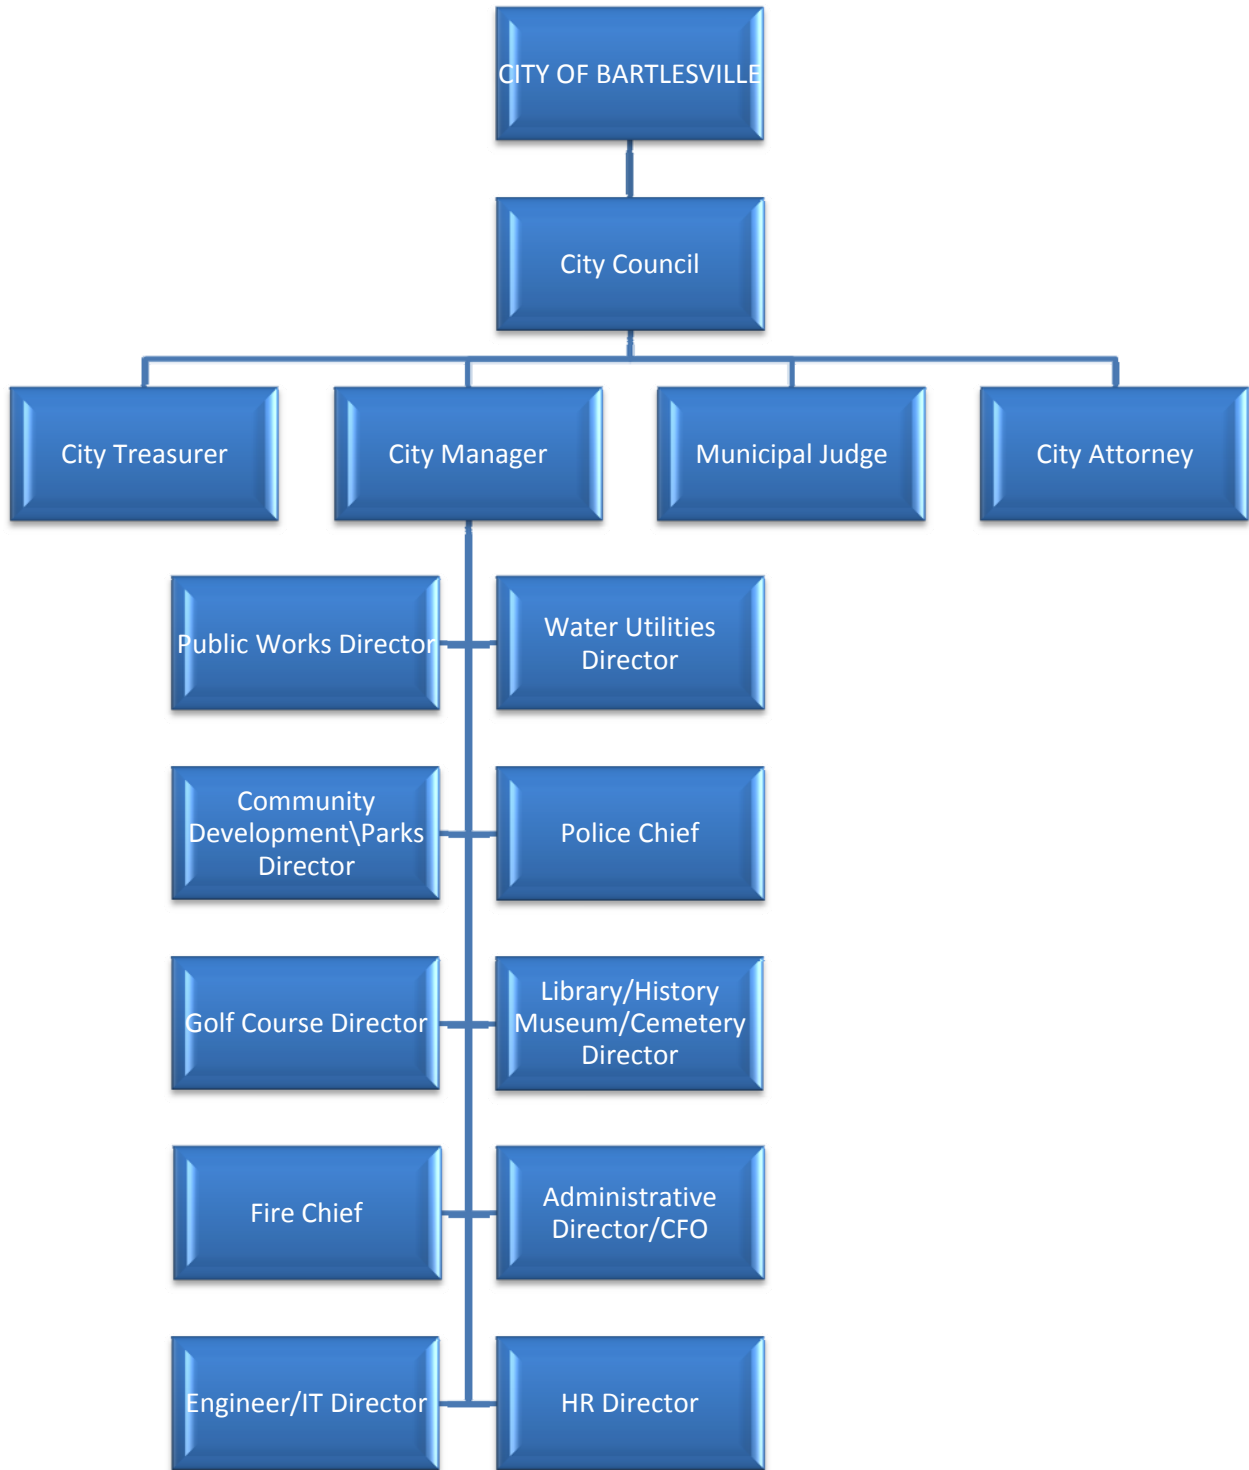 CITY OF BARTLESVILLE
City Council
City Treasurer
City Manager
Municipal Judge
City Attorney
Public Works Director
Water Utilities
Director
Community
Development\Parks
Director
Police Chief
Golf Course Director
Library/History
Museum/Cemetery
Director
Fire Chief
Administrative
Director/CFO
Engineer/IT Director
HR Director